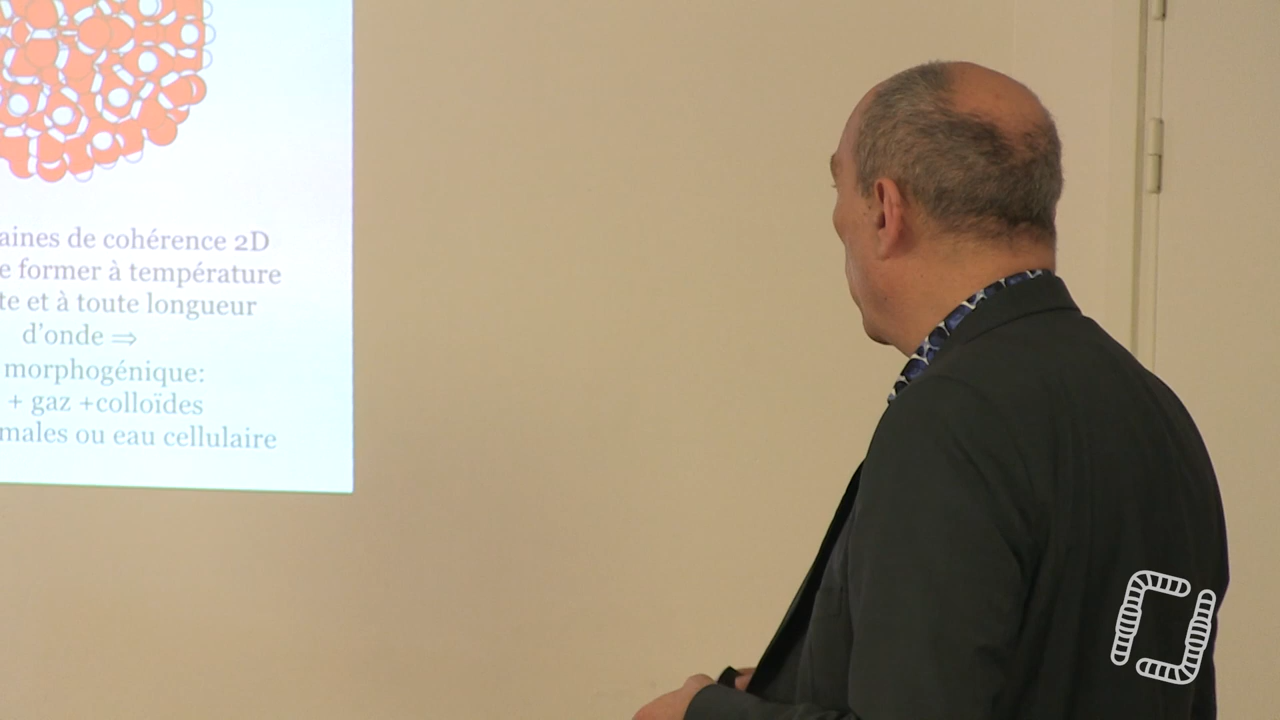 aines de cohérence 2D
e former à température
te et à toute longueur
d'onde ⇒
morphogénique:
+ gaz +colloïdes
males ou eau cellulaire